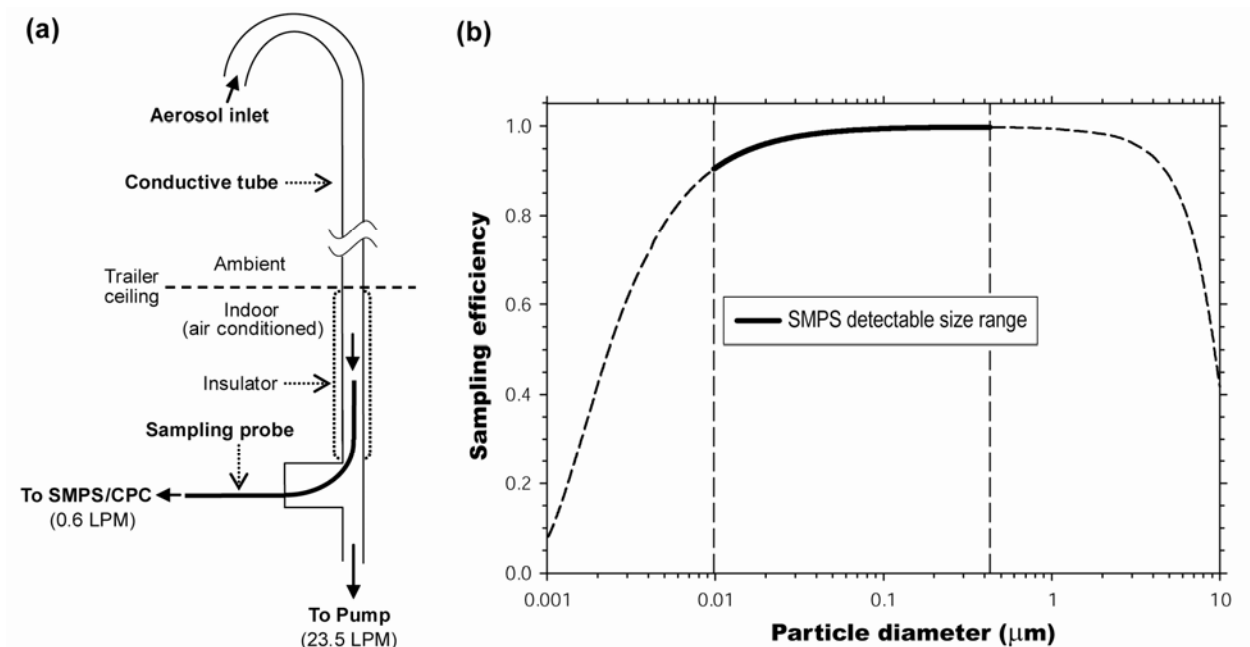 (a)
Aerosol inlet
Conductive tube
Ambient
Trailer
ceiling
Indoor
(air conditioned)
Insulator
Sampling probe
To SMPS/CPC
(0.6 LPM)
To Pump
(23.5 LPM)
(b)
Sampling efficiency
1.0
0.8
0.6
0.4
0.2
0.0
SMPS detectable size range
0.001
0.01
0.1
1
10
Particle diameter (μm)